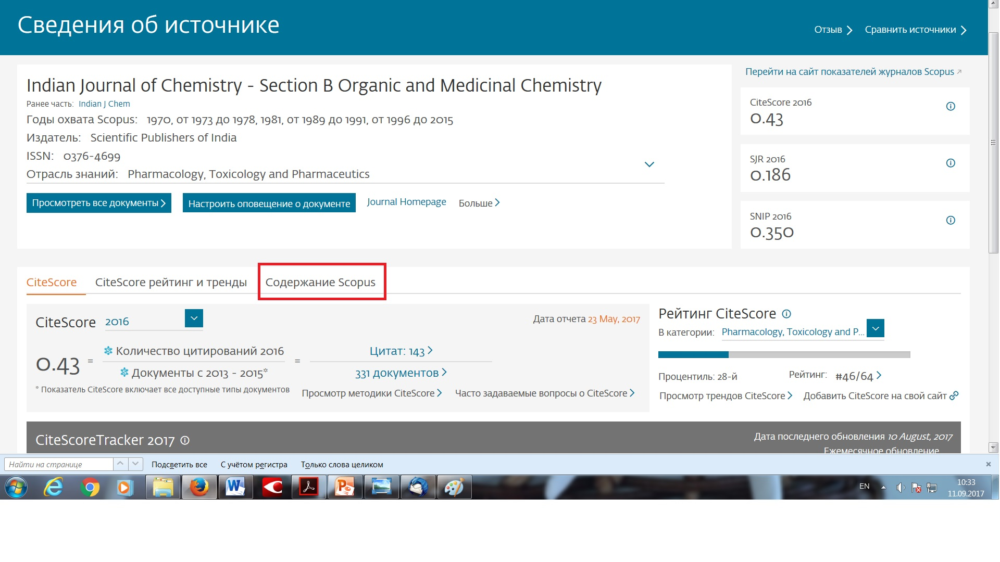 Сведения об источнике
Отзыв
Сравнить источники
Перейти на сайт показателей журналов Scopus
Indian Journal of Chemistry - Section B Organic and Medicinal Chemistry
Ранее часть: Indian J Chem
Годы охвата Scopus: 1970, от 1973 до 1978, 1981, от 1989 до 1991, от 1996 до 2015
Издатель: Scientific Publishers of India
ISSN: 0376-4699
Отрасль знаний: Pharmacology, Toxicology and Pharmaceutics
Просмотреть все документы
Настроить оповещение о документе
Journal Homepage
Больше
CiteScore 2016
0.43
SJR 2016
0.186
SNIP 2016
0.350
CiteScore
CiteScore рейтинг и тренды
Содержание Scopus
CiteScore 2016
Дата отчета 23 May, 2017
0.43 =
Количество цитирований 2016
Документы с 2013 - 2015*
=
Цитат: 143
331 документов
* Показатель CiteScore включает все доступные типы документов
Просмотр методики CiteScore
Часто задаваемые вопросы о CiteScore
Рейтинг CiteScore
В категории: Pharmacology, Toxicology and P...
Процентиль: 28-й
Рейтинг: #46/64
Просмотр трендов CiteScore
Добавить CiteScore на свой сайт
CiteScoreTracker 2017
Дата последнего обновления 10 August, 2017
Ежемесячное обновление
Найти на странице
Подсветить все
С учётом регистра
Только слова целиком
EN
10:33
11.09.2017